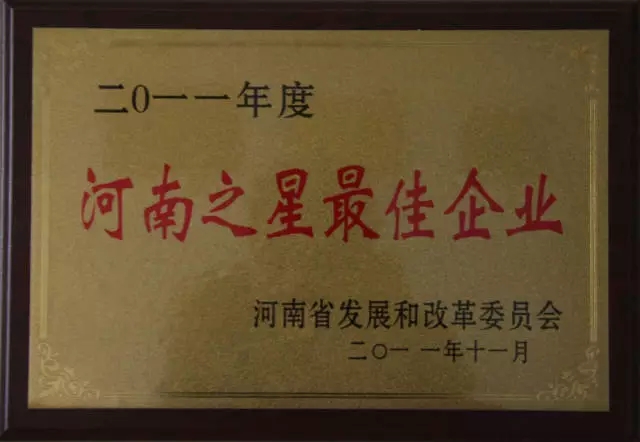 二0一一年度
河南之星最佳企业
河南省发展和改革委员会
二〇一一年十一月